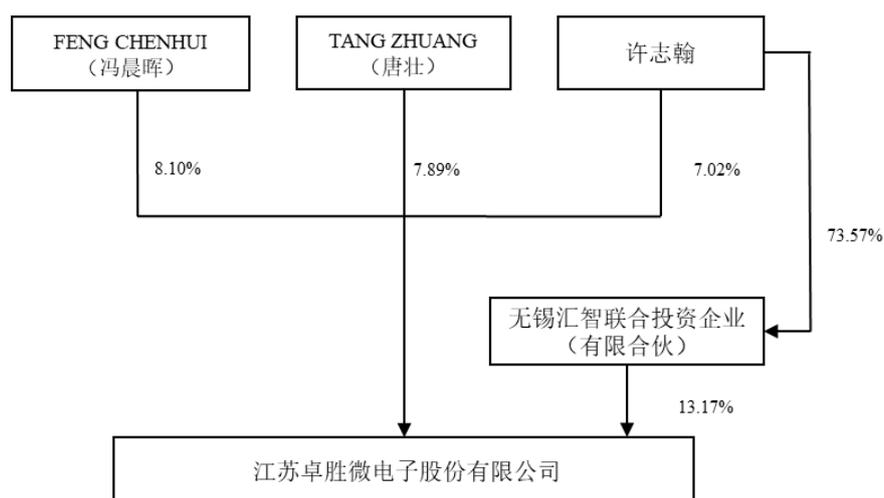 FENG CHENHUI
（冯晨晖）
TANG ZHUANG
（唐壮）
许志翰
8.10%
7.89%
7.02%
73.57%
无锡汇智联合投资企业
（有限合伙）
13.17%
江苏卓胜微电子股份有限公司